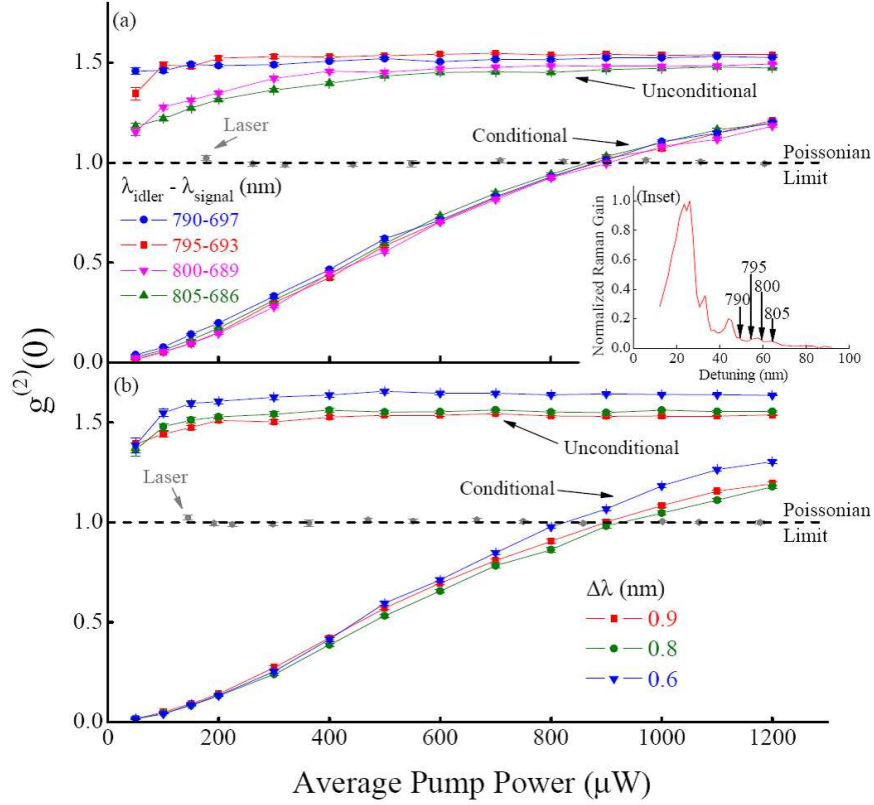 (a)
1.5
1.0
0.5
0.0
Unconditional
Laser
Conditional
Poissonian
Limit
λidler - λsignal (nm)
790-697
795-693
800-689
805-686
(Inset)
Normalized Raman Gain
1.0
0.8
0.6
0.4
0.2
0.0
795
800
790
805
0 20 40 60 80 100
Detuning (nm)
g(2)(0)
(b)
1.5
1.0
0.5
0.0
Unconditional
Laser
Conditional
Poissonian
Limit
Δλ (nm)
0.9
0.8
0.6
0 200 400 600 800 1000 1200
Average Pump Power (μW)